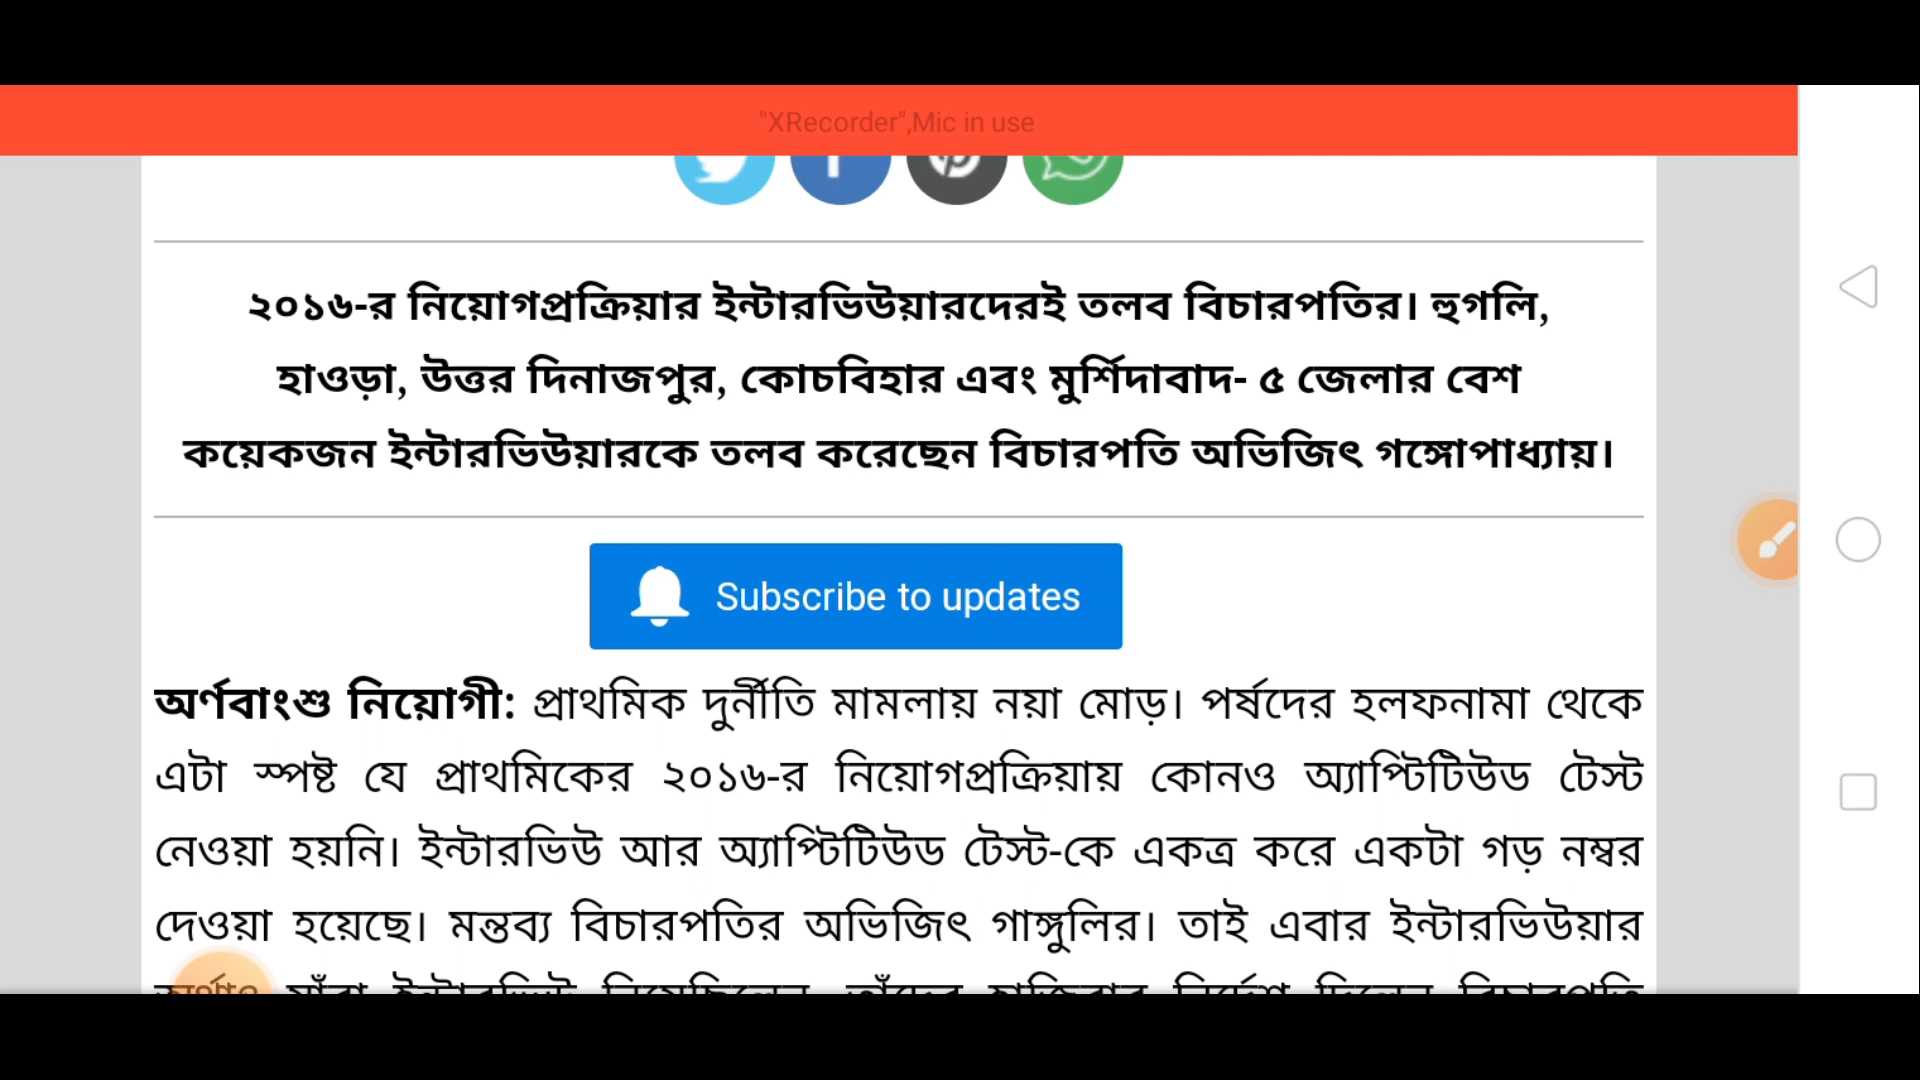 "XRecorder",Mic in use
২০১৬-র নিয়োগপ্রক্রিয়ার ইন্টারভিউয়ারদেরই তলব বিচারপতির। হুগলি,
হাওড়া, উত্তর দিনাজপুর, কোচবিহার এবং মুর্শিদাবাদ- ৫ জেলার বেশ
কয়েকজন ইন্টারভিউয়ারকে তলব করেছেন বিচারপতি অভিজিৎ গঙ্গোপাধ্যায়।
Subscribe to updates
অর্ণবাংশু নিয়োগী: প্রাথমিক দুর্নীতি মামলায় নয়া মোড়। পর্ষদের হলফনামা থেকে
এটা স্পষ্ট যে প্রাথমিকের ২০১৬-র নিয়োগপ্রক্রিয়ায় কোনও অ্যাপ্টিটিউড টেস্ট
নেওয়া হয়নি। ইন্টারভিউ আর অ্যাপ্টিটিউড টেস্ট-কে একত্র করে একটা গড় নম্বর
দেওয়া হয়েছে। মন্তব্য বিচারপতির অভিজিৎ গাঙ্গুলির। তাই এবার ইন্টারভিউয়ার